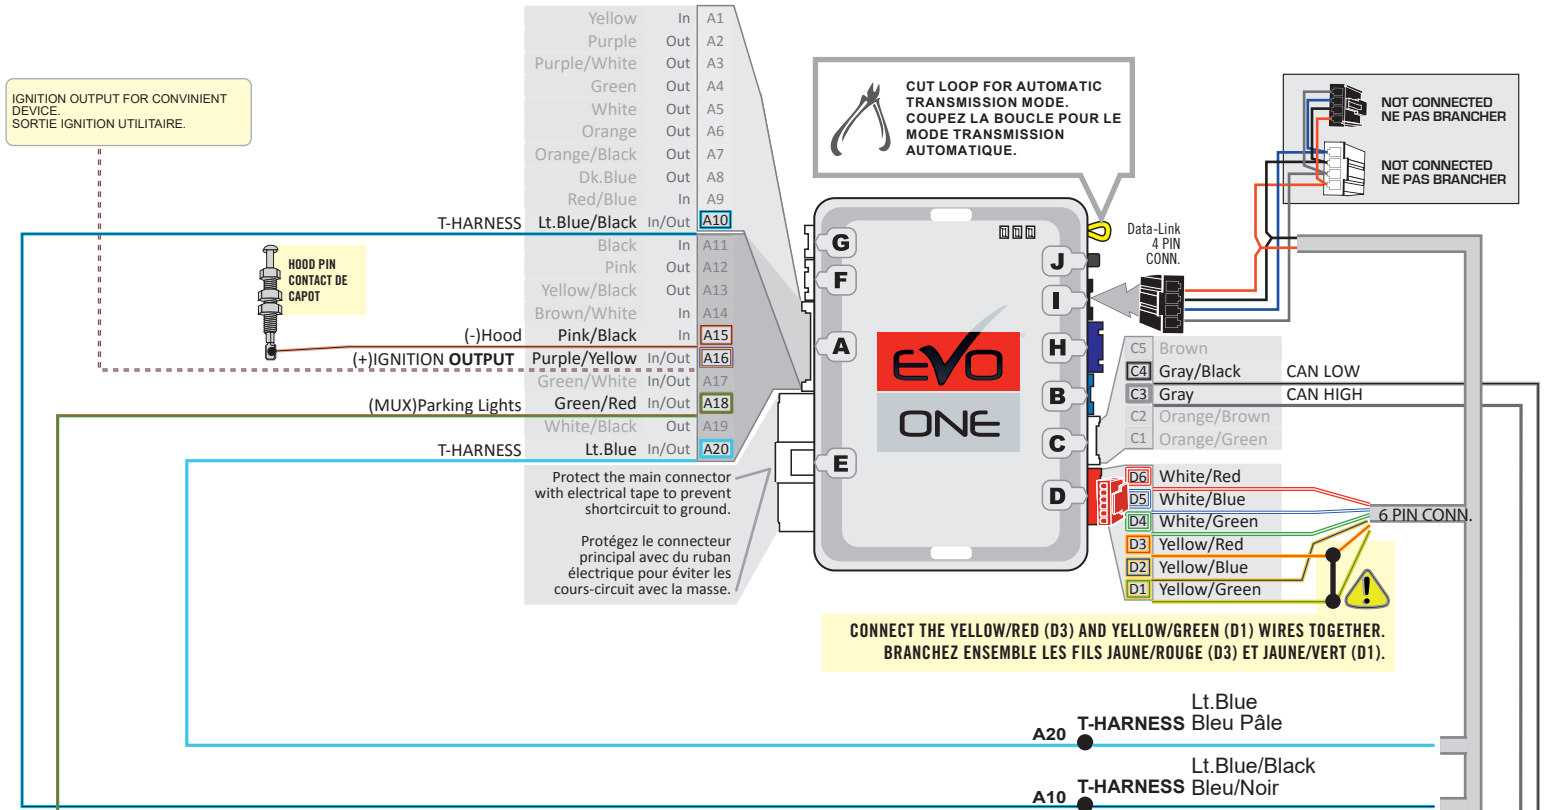 IGNITION OUTPUT FOR CONVINIENT
DEVICE.
SORTIE IGNITION UTILITAIRE.
Yellow In A1
Purple Out A2
Purple/White Out A3
Green Out A4
White Out A5
Orange Out A6
Orange/Black Out A7
Dk.Blue Out A8
Red/Blue In A9
T-HARNESS Lt.Blue/Black In/Out A10
Black In A11
Pink Out A12
Yellow/Black Out A13
Brown/White In A14
(-)Hood Pink/Black In A15
(+)IGNITION OUTPUT Purple/Yellow In/Out A16
Green/White In/Out A17
(MUX)Parking Lights Green/Red In/Out A18
White/Black Out A19
T-HARNESS Lt.Blue In/Out A20
HOOD PIN
CONTACT DE
CAPOT
Protect the main connector
with electrical tape to prevent
shortcircuit to ground.
Protégez le connecteur
principal avec du ruban
électrique pour éviter les
cours-circuit avec la masse.
CUT LOOP FOR AUTOMATIC
TRANSMISSION MODE.
COUPEZ LA BOUCLE POUR LE
MODE TRANSMISSION
AUTOMATIQUE.
G
F
A
E
J
I
H
B
C
D
EVO
ONE
Data-Link
4 PIN
CONN.
NOT CONNECTED
NE PAS BRANCHER
NOT CONNECTED
NE PAS BRANCHER
C5 Brown
C4 Gray/Black CAN LOW
C3 Gray CAN HIGH
C2 Orange/Brown
C1 Orange/Green
D6 White/Red
D5 White/Blue
D4 White/Green
D3 Yellow/Red
D2 Yellow/Blue
D1 Yellow/Green
6 PIN CONN.
!
CONNECT THE YELLOW/RED (D3) AND YELLOW/GREEN (D1) WIRES TOGETHER.
BRANCHEZ ENSEMBLE LES FILS JAUNE/ROUGE (D3) ET JAUNE/VERT (D1).
Lt.Blue
A20 T-HARNESS Bleu Pâle
Lt.Blue/Black
A10 T-HARNESS Bleu/Noir